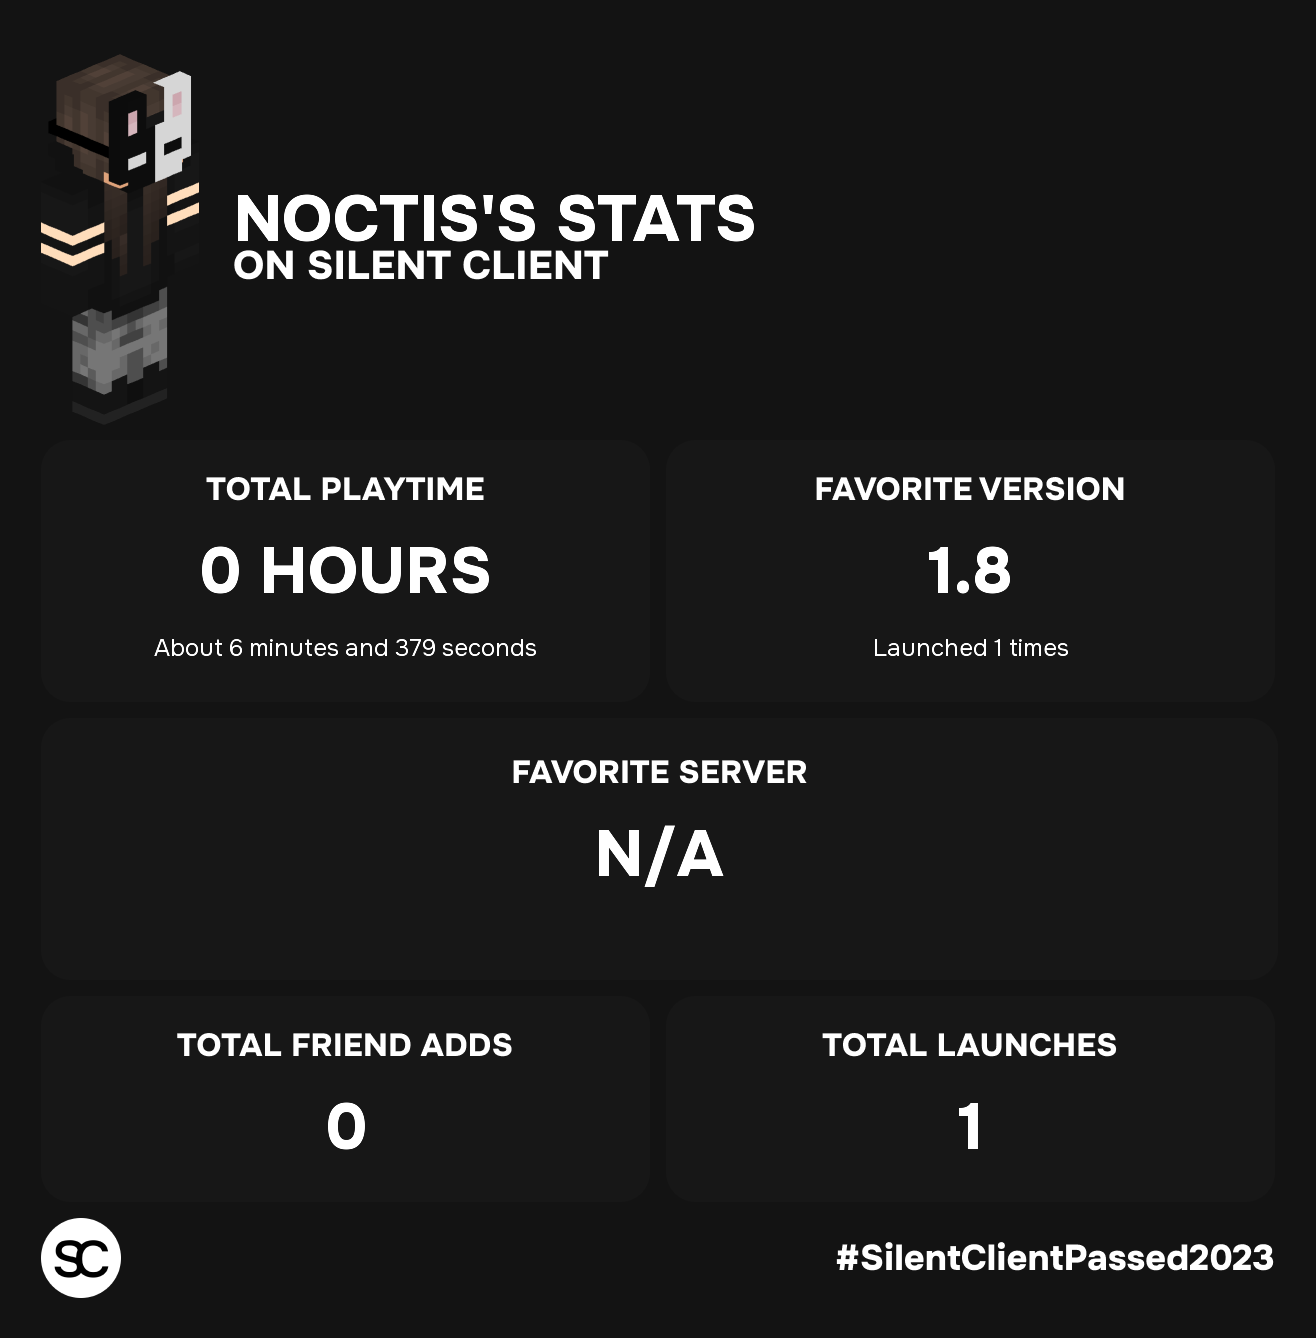 NOCTIS'S STATS
ON SILENT CLIENT
TOTAL PLAYTIME
0 HOURS
About 6 minutes and 379 seconds
FAVORITE VERSION
1.8
Launched 1 times
FAVORITE SERVER
N/A
TOTAL FRIEND ADDS
0
TOTAL LAUNCHES
1
SC
#SilentClientPassed2023